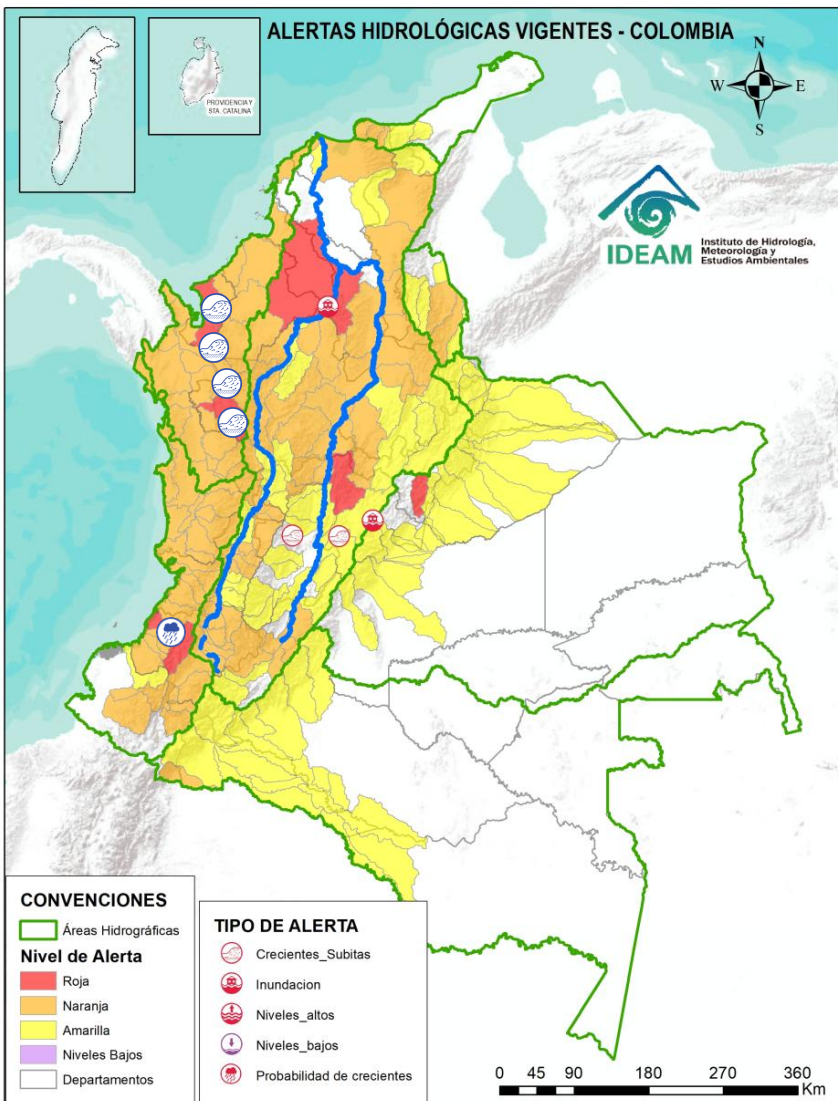 ALERTAS HIDROLÓGICAS VIGENTES - COLOMBIA
PROVIDENCIA Y
STA. CATALINA
N
W
E
S
IDEAM
Instituto de Hidrología,
Meteorología y
Estudios Ambientales
CONVENCIONES
Áreas Hidrográficas
Nivel de Alerta
Roja
Naranja
Amarilla
Niveles Bajos
Departamentos
TIPO DE ALERTA
Crecientes_Subitas
Inundacion
Niveles_altos
Niveles_bajos
Probabilidad de crecientes
0 45 90 180 270 360
Km